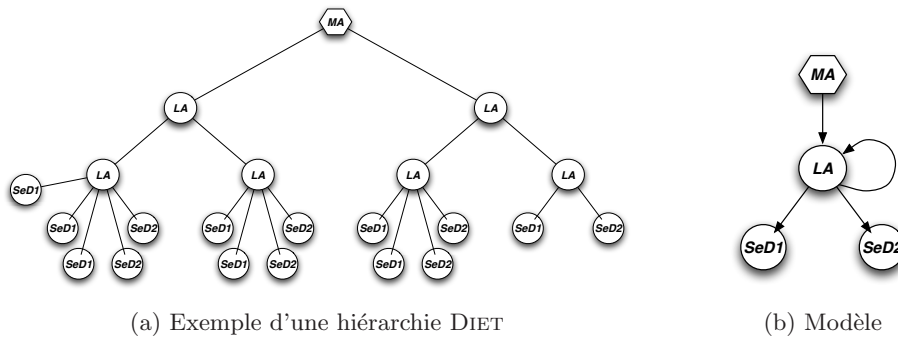 MA
LA
LA
LA
LA
LA
LA
SeD1
SeD1
SeD2
SeD1
SeD2
SeD1
SeD2
SeD1
SeD2
SeD1
SeD2
SeD1
SeD2
SeD1
SeD2
(a) Exemple d'une hiérarchie DIET
MA
LA
SeD1
SeD2
(b) Modèle